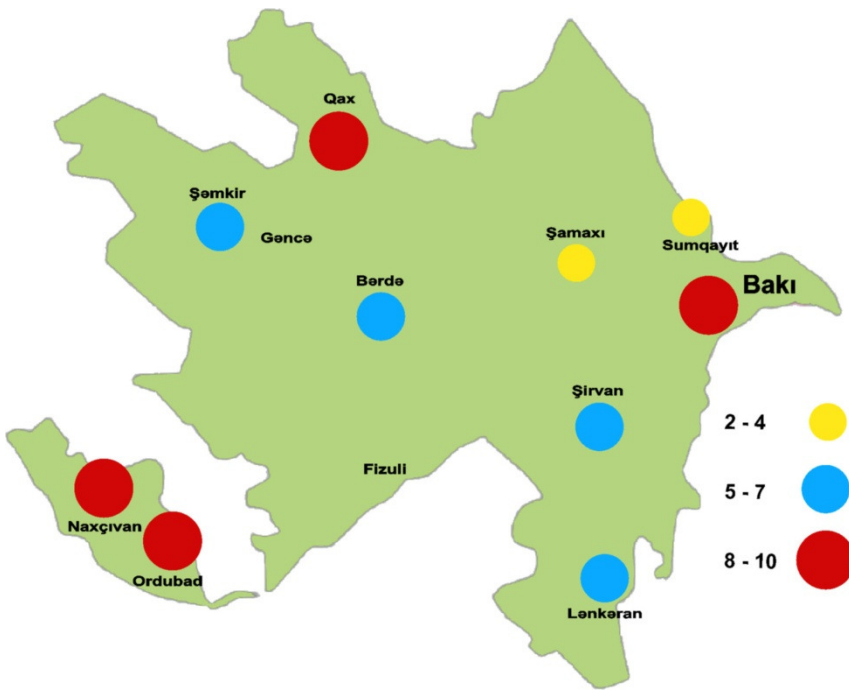 Qax
Şəmkir
Gəncə
Şamaxı
Sumqayıt
Bərdə
Bakı
Şirvan
2 - 4
Fizuli
5 - 7
Naxçıvan
8 - 10
Ordubad
Lənkəran